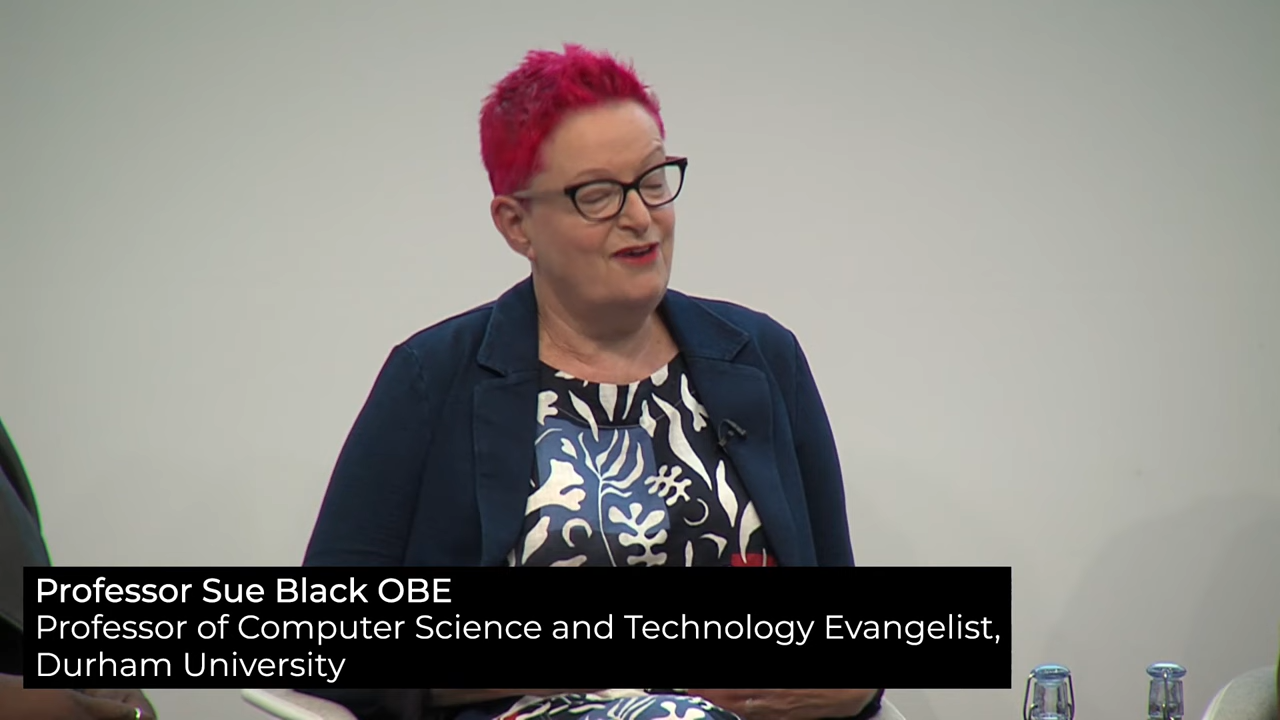 Professor Sue Black OBE
Professor of Computer Science and Technology Evangelist,
Durham University